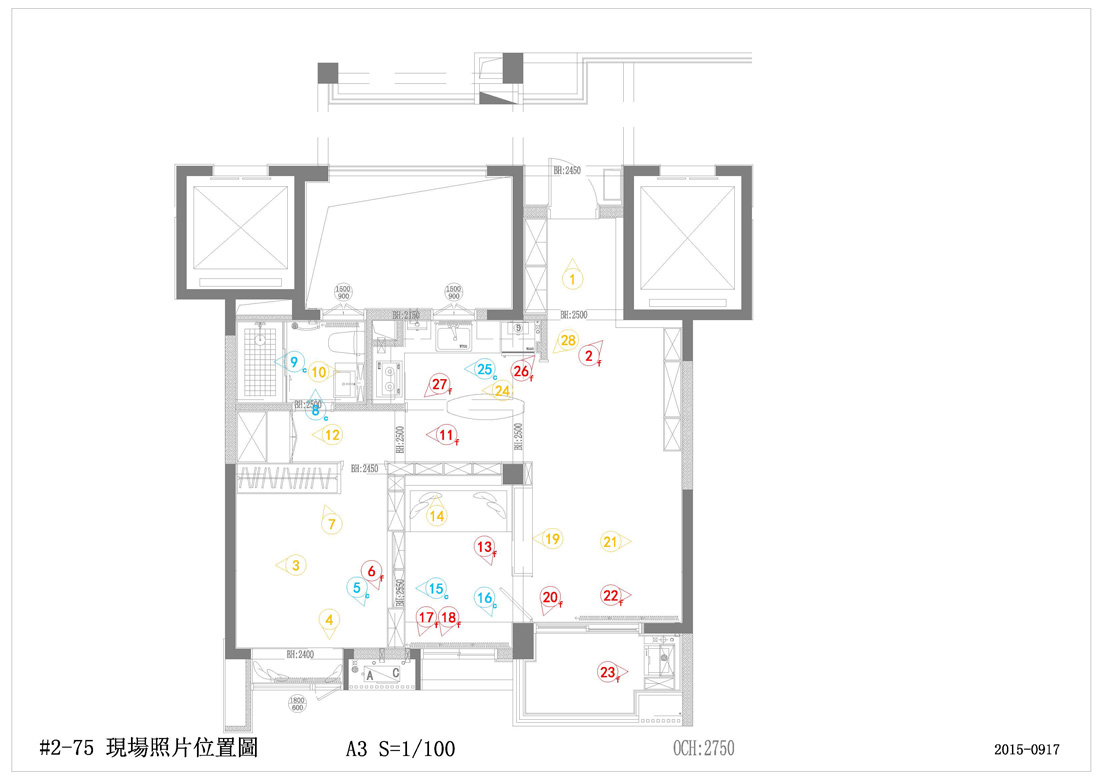 BH:2450
1
1500
900
1500
900
BH:2150
BH:2500
D
28
2
f
9
c
10
25
c
26
f
27
f
24
BH:2500
8
c
12
11
f
BH:2500
BH:2500
BH:2450
14
7
19
21
13
f
3
6
f
5
c
BH:2550
15
c
16
c
20
f
22
f
4
17
f
18
f
BH:2400
A C
23
f
1800
600
#2-75 現場照片位置圖
A3 S=1/100
OCH:2750
2015-0917